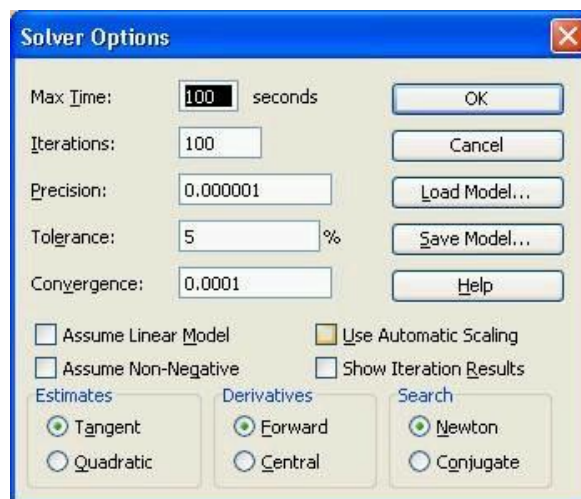 Solver Options
Max Time: 100 seconds OK
Iterations: 100 Cancel
Precision: 0.000001 Load Model...
Tolerance: 5 % Save Model...
Convergence: 0.0001 Help
Assume Linear Model Use Automatic Scaling
Assume Non-Negative Show Iteration Results
Estimates Derivatives Search
Tangent Forward Newton
Quadratic Central Conjugate